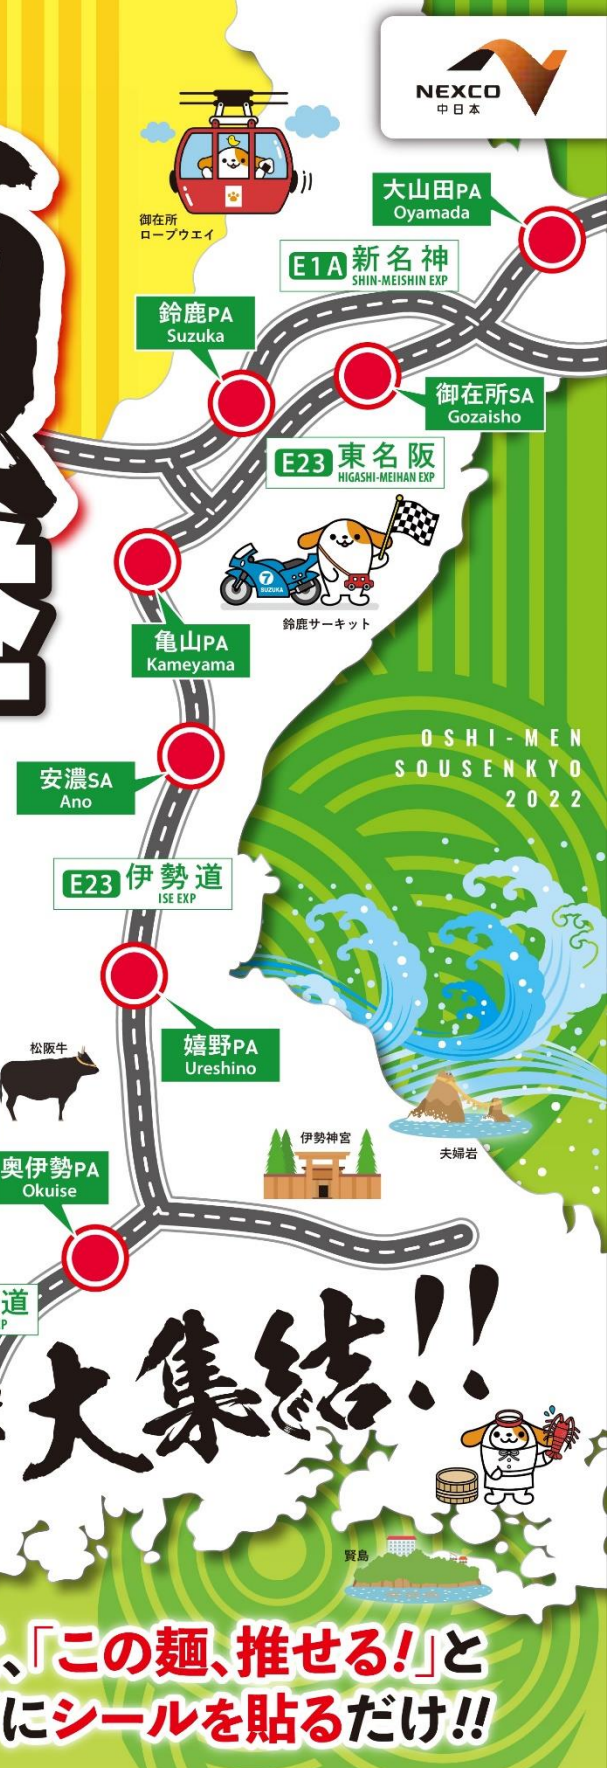 NEXCO
中日本
御在所
ロープウエイ
大山田PA
Oyamada
E1A 新名神
SHIN-MEISHIN EXP
鈴鹿PA
Suzuka
御在所SA
Gozaisho
E23 東名阪
HIGASHI-MEIHAN EXP
7
SUZUKA
鈴鹿サーキット
亀山PA
Kameyama
OSHI-MEN
SOUSENKYO
2022
安濃SA
Ano
E23 伊勢道
ISE EXP
嬉野PA
Ureshino
松阪牛
伊勢神宮
夫婦岩
奥伊勢PA
Okuise
道
P
大集結!!
賢島
、「この麺、推せる!」と
にシールを貼るだけ!!